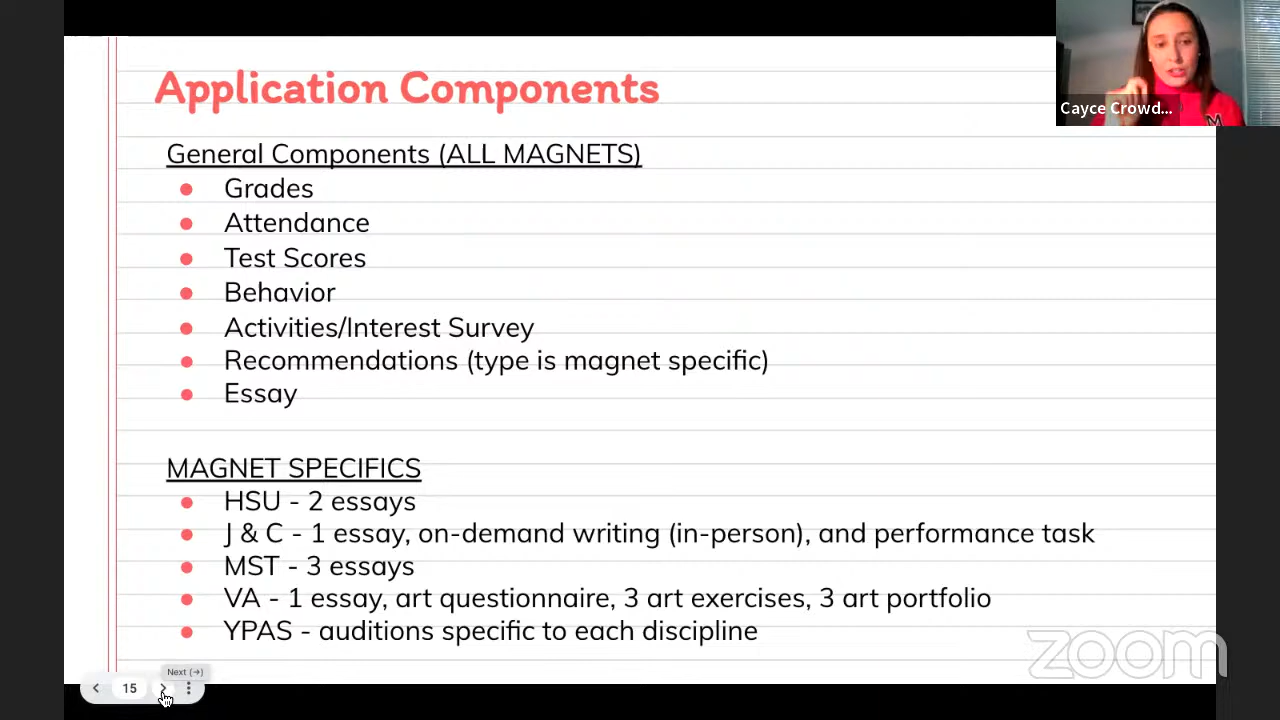 Application Components
Cayce Crowd...
General Components (ALL MAGNETS)
Grades
Attendance
Test Scores
Behavior
Activities/Interest Survey
Recommendations (type is magnet specific)
Essay
MAGNET SPECIFICS
HSU - 2 essays
J & C - 1 essay, on-demand writing (in-person), and performance task
MST - 3 essays
VA - 1 essay, art questionnaire, 3 art exercises, 3 art portfolio
YPAS - auditions specific to each discipline
zoom
Next (→)
15